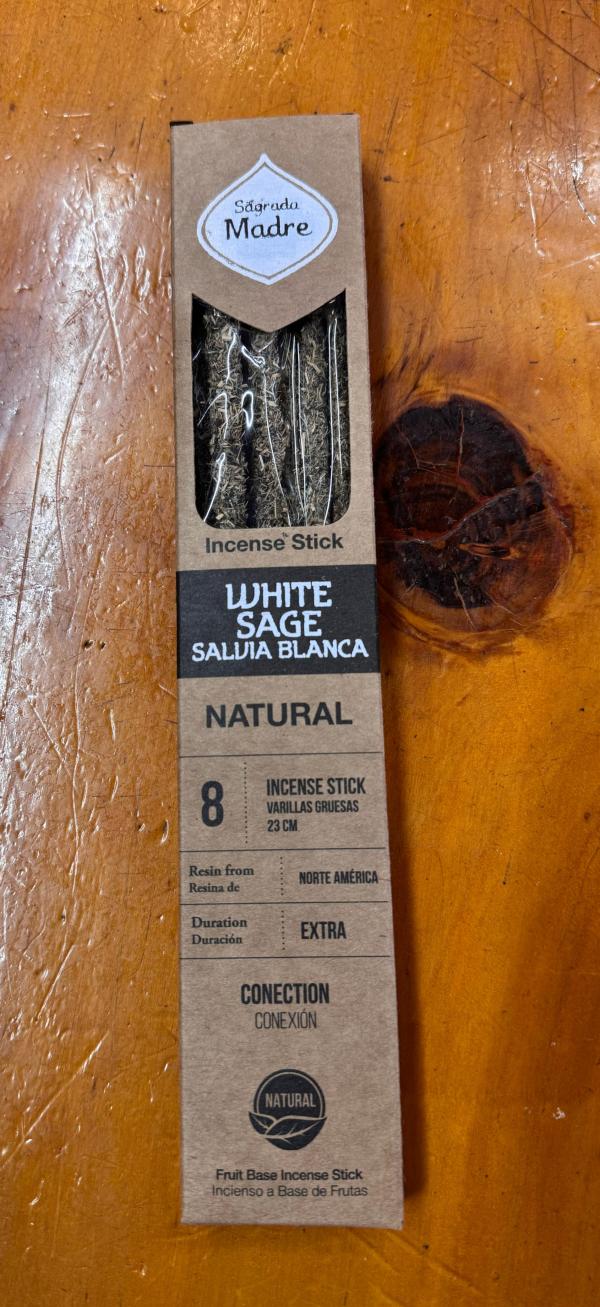 Sagrada
Madre
Incense Stick
WHITE
SAGE
SALVIA BLANCA
NATURAL
8
INCENSE STICK
VARILLAS GRUESAS
23 CM
Resin from
Resina de
NORTE AMÉRICA
Duration
Duración
EXTRA
CONECTION
CONEXIÓN
NATURAL
Fruit Base Incense Stick
Incienso a Base de Frutas